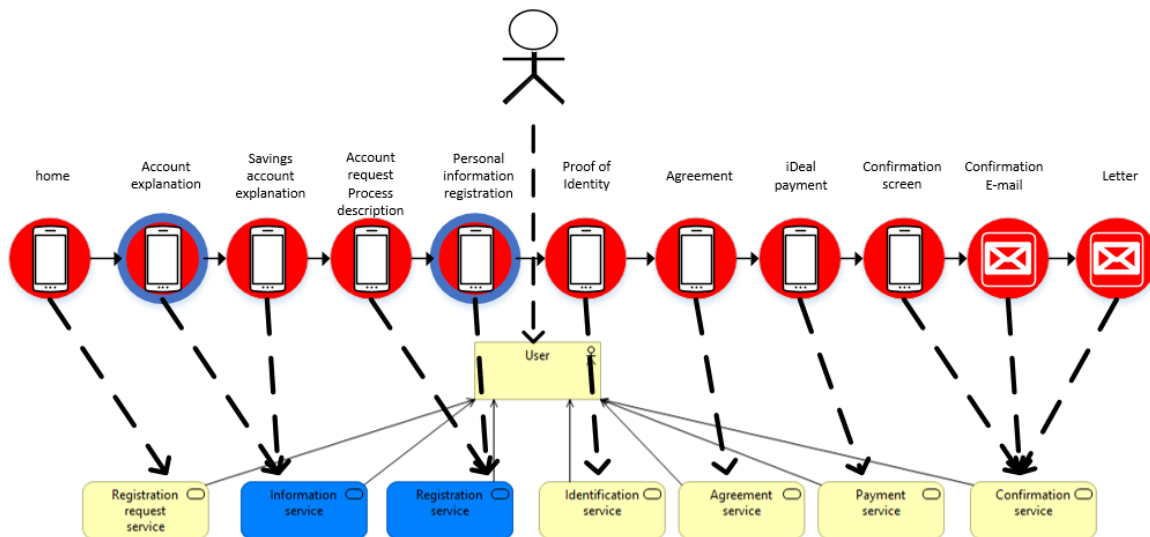 home
Account
explanation
Savings
account
explanation
Account
request
Process
description
Personal
information
registration
Proof of
Identity
Agreement
iDeal
payment
Confirmation
screen
Confirmation
E-mail
Letter
User
Registration
request
service
Information
service
Registration
service
Identification
service
Agreement
service
Payment
service
Confirmation
service